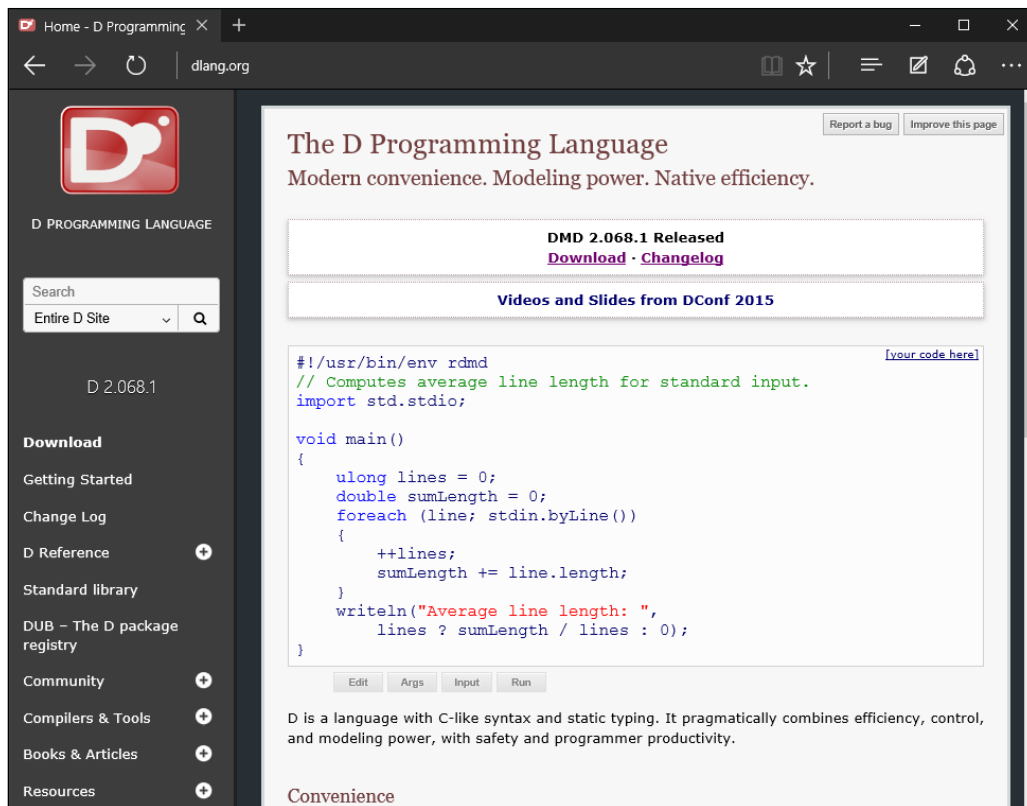 Home - D Programming
dlang.org
D PROGRAMMING LANGUAGE
Search
Entire D Site
D 2.068.1
Download
Getting Started
Change Log
D Reference
Standard library
DUB – The D package
registry
Community
Compilers & Tools
Books & Articles
Resources
Report a bug
Improve this page
The D Programming Language
Modern convenience. Modeling power. Native efficiency.
DMD 2.068.1 Released
Download · Changelog
Videos and Slides from DConf 2015
[your code here]
#!/usr/bin/env rdmd
// Computes average line length for standard input.
import std.stdio;
void main()
{
    ulong lines = 0;
    double sumLength = 0;
    foreach (line; stdin.byLine())
    {
        ++lines;
        sumLength += line.length;
    }
    writeln("Average line length: ",
        lines ? sumLength / lines : 0);
}
Edit
Args
Input
Run
D is a language with C-like syntax and static typing. It pragmatically combines efficiency, control,
and modeling power, with safety and programmer productivity.
Convenience